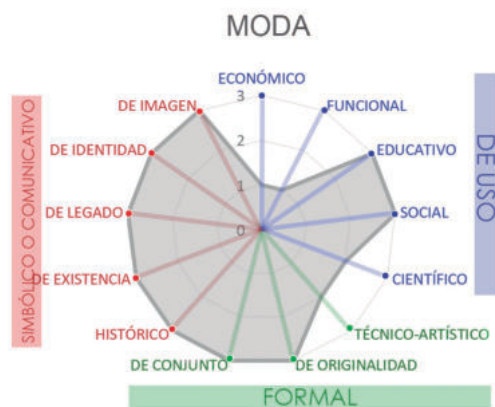 MODA
ECONÓMICO
DE IMAGEN
3
FUNCIONAL
2
DE IDENTIDAD
EDUCATIVO
1
DE LEGADO
SOCIAL
0
DE EXISTENCIA
CIENTÍFICO
HISTÓRICO
TÉCNICO-ARTÍSTICO
DE CONJUNTO
DE ORIGINALIDAD
SIMBÓLICO O COMUNICATIVO
DE USO
FORMAL